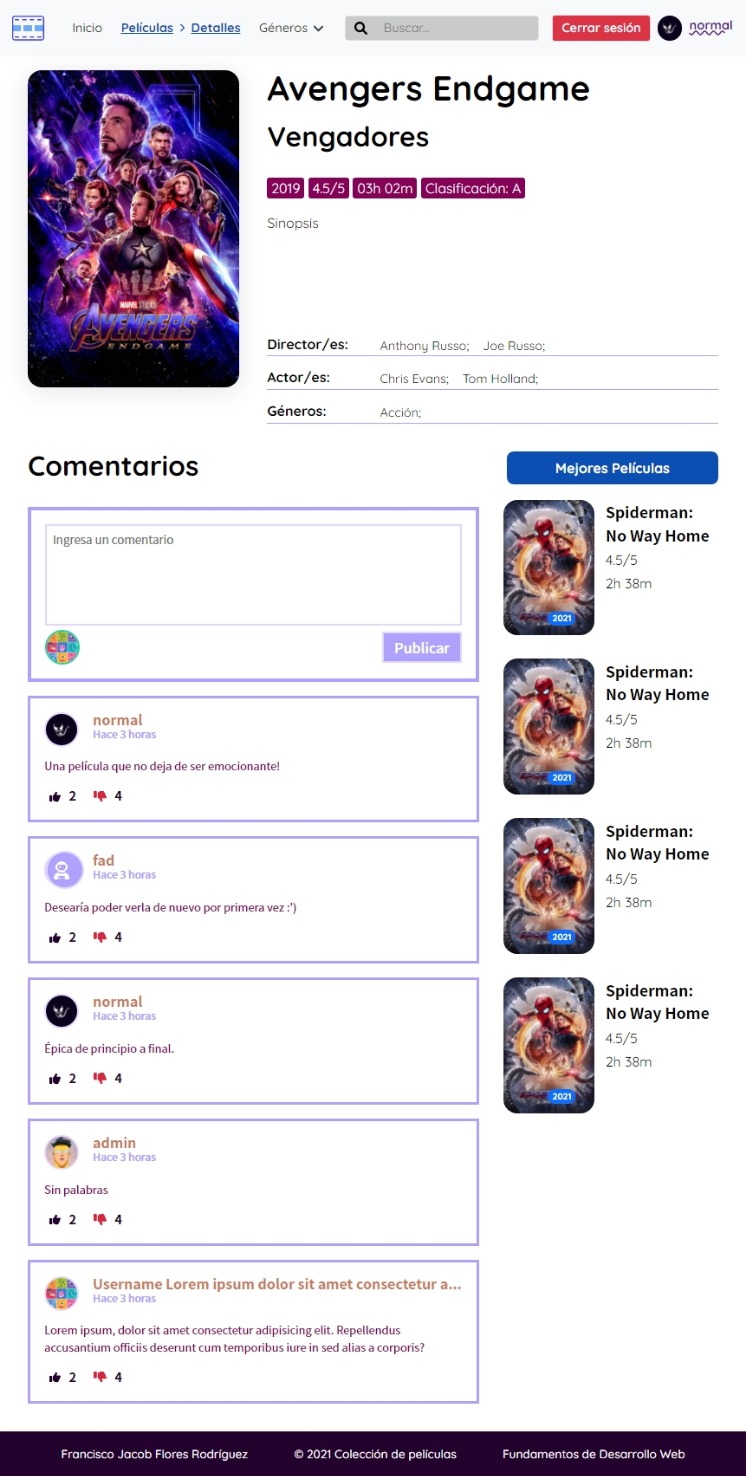 Inicio
Películas > Detalles
Géneros
Buscar...
Cerrar sesión
normal
Avengers Endgame
Vengadores
2019
4.5/5
03h 02m
Clasificación: A
Sinopsis
MARVEL STUDIOS
AVENGERS
ENDGAME
Director/es: Anthony Russo; Joe Russo;
Actor/es: Chris Evans; Tom Holland;
Géneros: Acción;
Comentarios
Ingresa un comentario
Publicar
normal
Hace 3 horas
Una película que no deja de ser emocionante!
2 4
fad
Hace 3 horas
Desearía poder verla de nuevo por primera vez :')
2 4
normal
Hace 3 horas
Épica de principio a final.
2 4
admin
Hace 3 horas
Sin palabras
2 4
Username Lorem ipsum dolor sit amet consectetur a...
Hace 3 horas
Lorem ipsum, dolor sit amet consectetur adipisicing elit. Repellendus
accusantium officiis deserunt cum temporibus iure in sed alias a corporis?
2 4
Mejores Películas
Spiderman:
No Way Home
4.5/5
2h 38m
2021
Spiderman:
No Way Home
4.5/5
2h 38m
2021
Spiderman:
No Way Home
4.5/5
2h 38m
2021
Spiderman:
No Way Home
4.5/5
2h 38m
2021
Francisco Jacob Flores Rodríguez
© 2021 Colección de películas
Fundamentos de Desarrollo Web